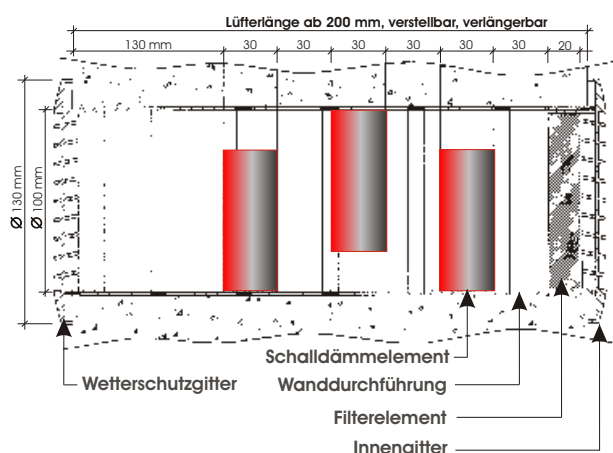 Lüfterlänge ab 200 mm, verstellbar, verlängerbar
130 mm 30 30 30 30 30 30 20
Ø 130 mm
Ø 100 mm
Schalldämmelement
Wetterschutzgitter Wanddurchführung
Filterelement
Innengitter